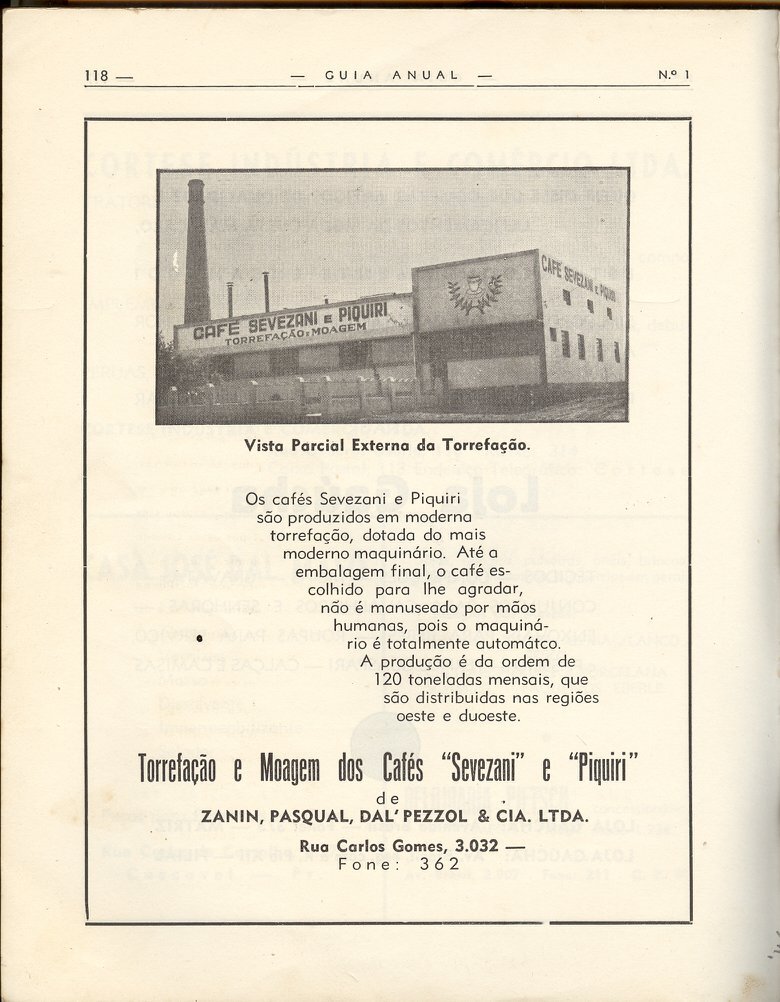 118 —
— GUIA ANUAL —
N.º 1
CAFÉ SEVEZANI E PIQUIRI
TORREFAÇÃO E MOAGEM
CAFÉ SEVEZANI E PIQUIRI
Vista Parcial Externa da Torrefação.
Os cafés Sevezani e Piquiri
são produzidos em moderna
torrefação, dotada do mais
moderno maquinário. Até a
embalagem final, o café es-
colhido para lhe agradar,
não é manuseado por mãos
humanas, pois o maquiná-
rio é totalmente automátco.
A produção é da ordem de
120 toneladas mensais, que
são distribuidas nas regiões
oeste e duoeste.
Torrefação e Moagem dos Cafés "Sevezani" e "Piquiri"
de
ZANIN, PASQUAL, DAL' PEZZOL & CIA. LTDA.
Rua Carlos Gomes, 3.032 —
Fone: 362